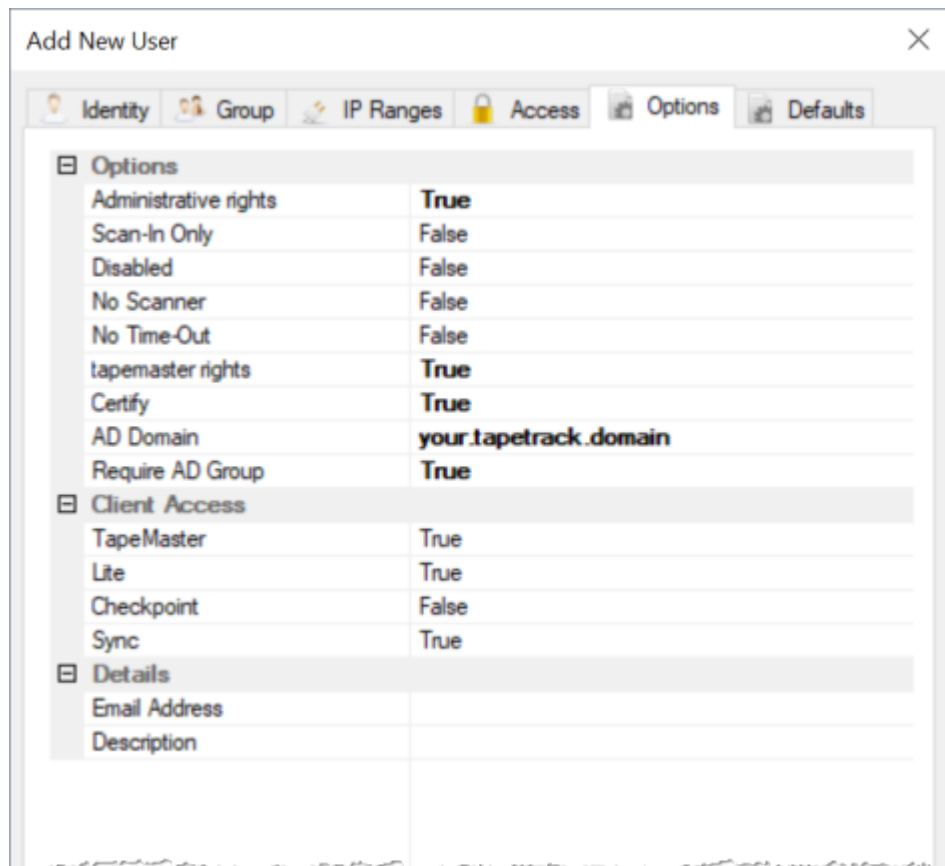 Add New User
Identity Group IP Ranges Access Options Defaults
Options
Administrative rights True
Scan-In Only False
Disabled False
No Scanner False
No Time-Out False
tapemaster rights True
Certify True
AD Domain your.tapetrack.domain
Require AD Group True
Client Access
TapeMaster True
Lite True
Checkpoint False
Sync True
Details
Email Address
Description